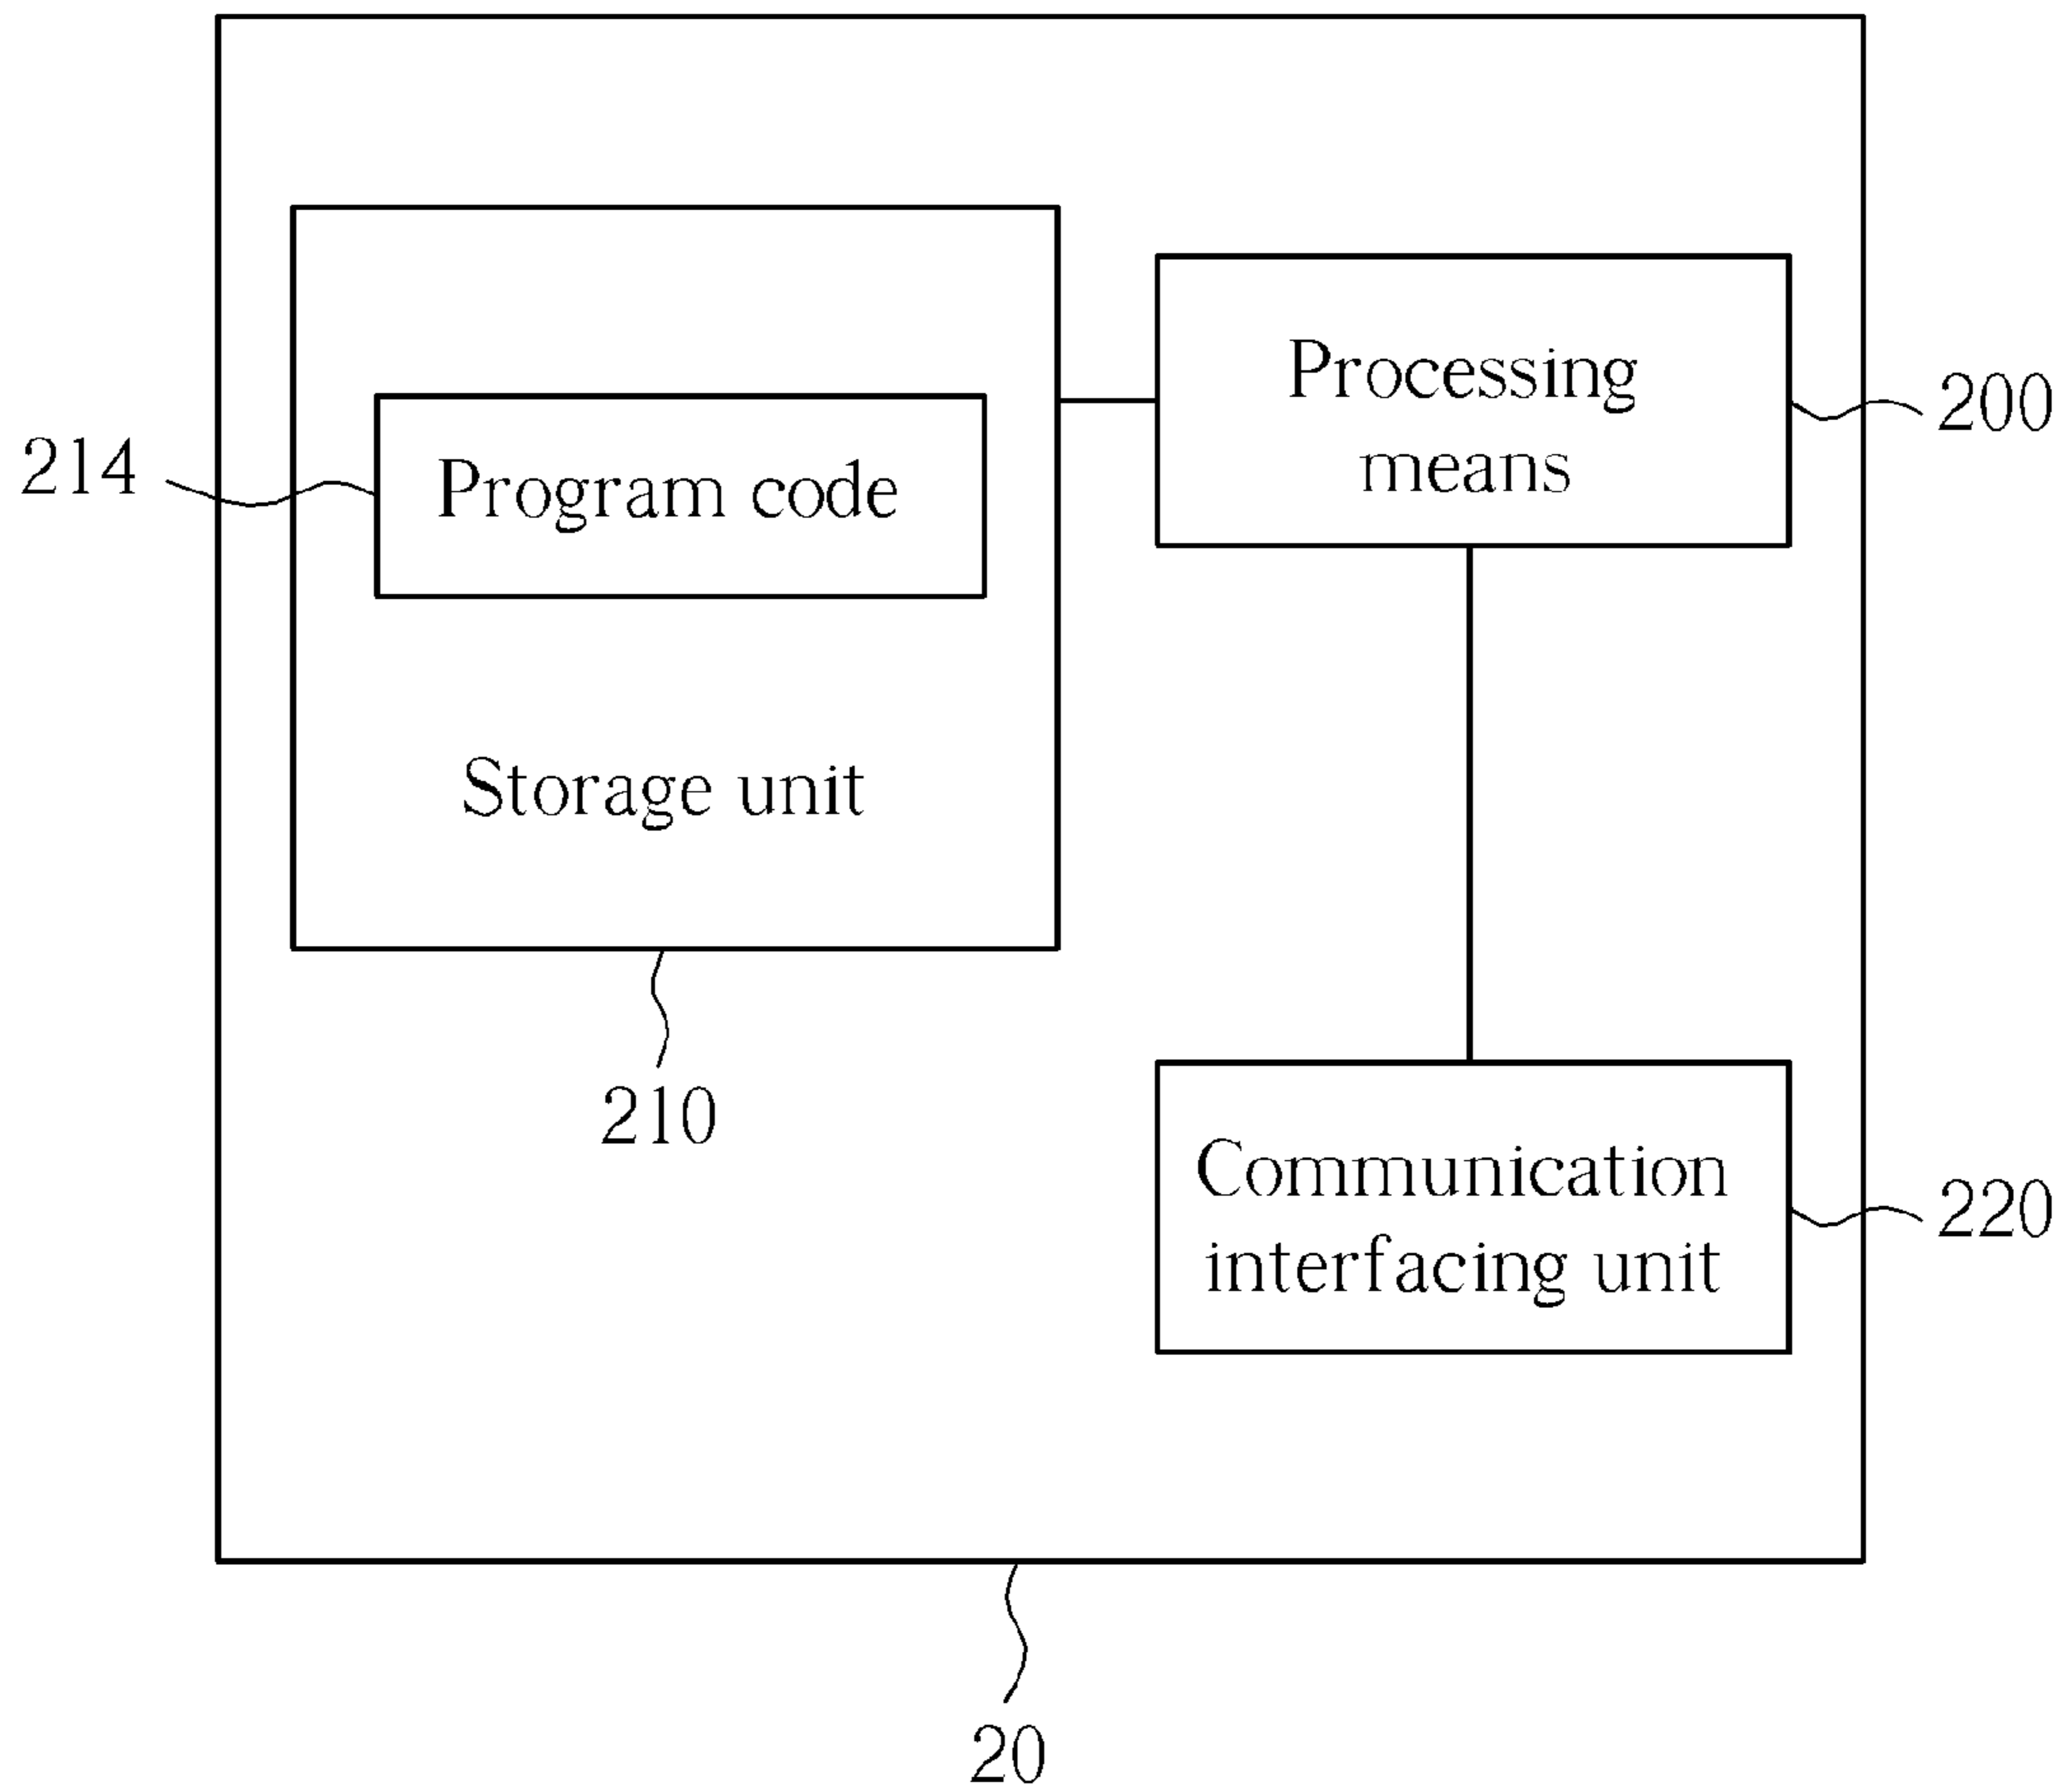 Processing
means
200
214
Program code
Storage unit
210
Communication
interfacing unit
220
20